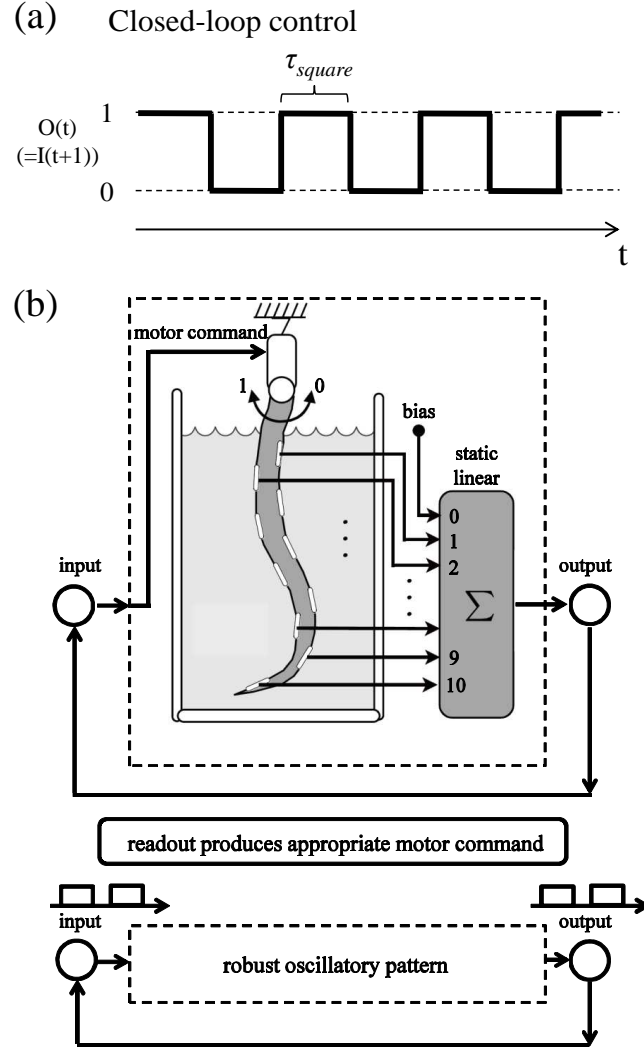 (a) Closed-loop control
τsquare
1
O(t)
(=I(t+1))
0
t
(b)
motor command
1 0
bias
static
linear
0
1
2
input
output
Σ
9
10
readout produces appropriate motor command
input
output
robust oscillatory pattern